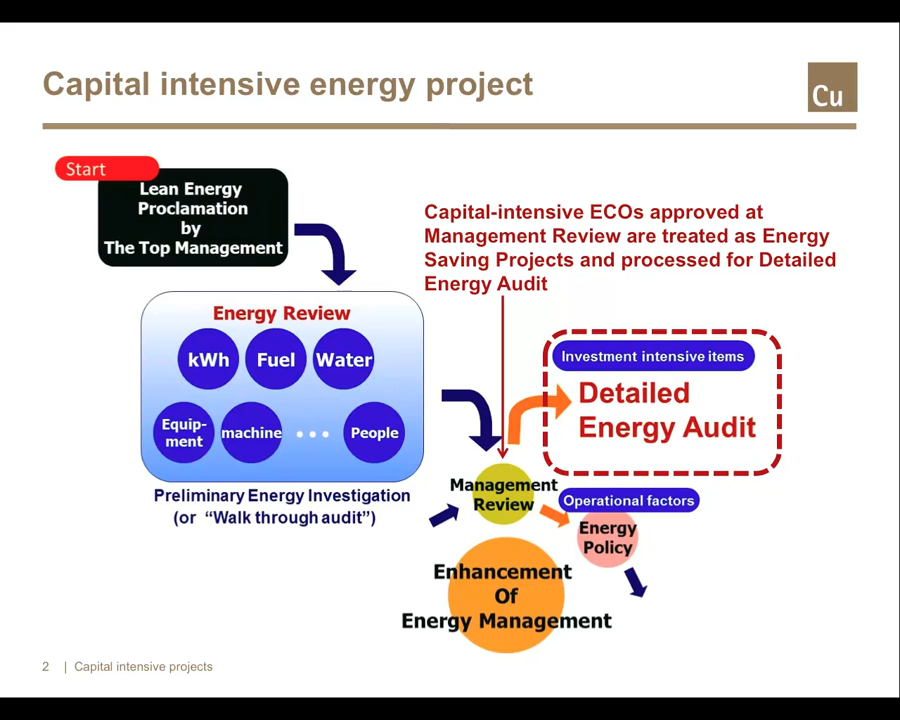 Capital intensive energy project
Cu
Start
Lean Energy
Proclamation
by
The Top Management
Capital-intensive ECOs approved at
Management Review are treated as Energy
Saving Projects and processed for Detailed
Energy Audit
Energy Review
kWh
Fuel
Water
Equip-
ment
machine
• • •
People
Preliminary Energy Investigation
(or “Walk through audit”)
Investment intensive items
Detailed
Energy Audit
Management
Review
Operational factors
Energy
Policy
Enhancement
Of
Energy Management
2 | Capital intensive projects